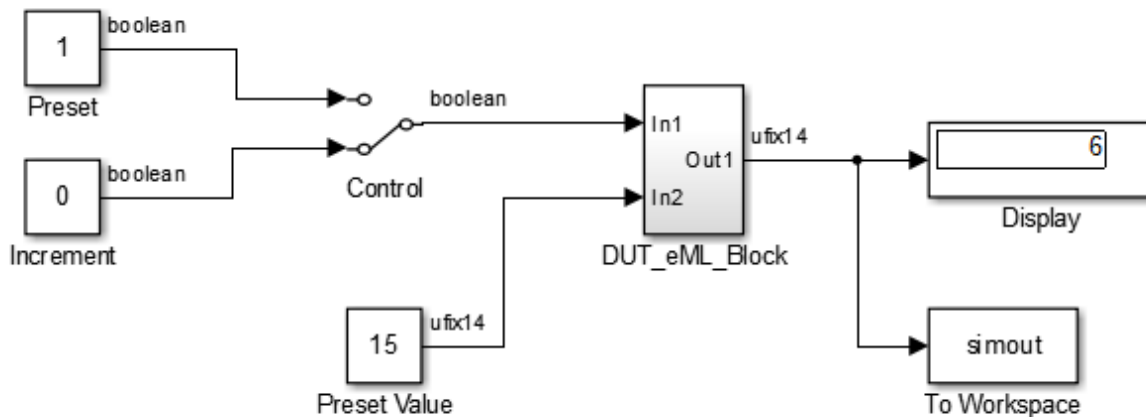 1
boolean
Preset
0
boolean
Increment
Control
boolean
In1
In2
Out1
ufix14
DUT_eML_Block
15
ufix14
Preset Value
6
Display
simout
To Workspace